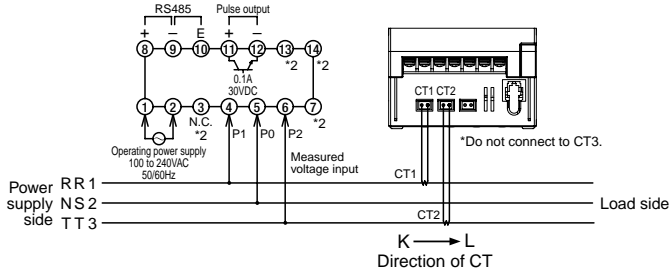 RS485 Pulse output
+ − E + −
8 9 10 11 12 13 14
*2 *2
0.1A
30VDC
1 2 3 4 5 6 7
N.C.
*2
*2
P1 P0 P2
Operating power supply
100 to 240VAC
50/60Hz
Measured
voltage input
CT1 CT2
*Do not connect to CT3.
CT1
CT2
Power
supply
side
R R 1
N S 2
T T 3
Load side
K L
Direction of CT